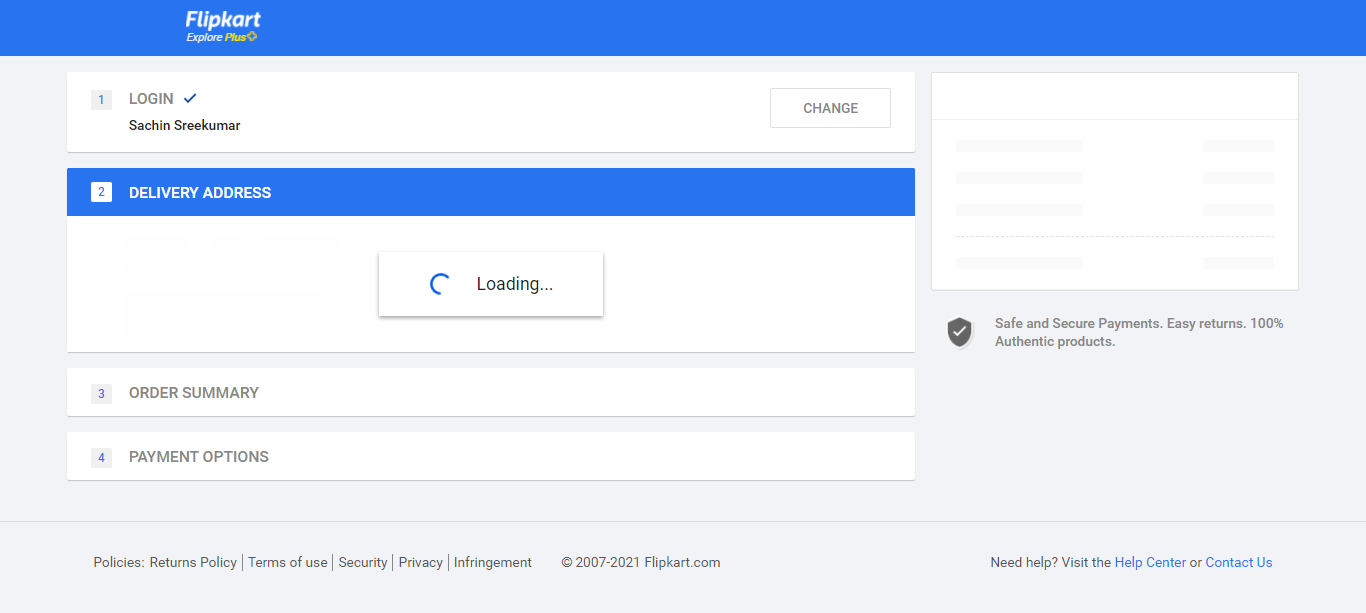 Flipkart
Explore Plus
1 LOGIN
Sachin Sreekumar
CHANGE
2 DELIVERY ADDRESS
Loading...
3 ORDER SUMMARY
4 PAYMENT OPTIONS
Safe and Secure Payments. Easy returns. 100%
Authentic products.
Policies: Returns Policy | Terms of use | Security | Privacy | Infringement © 2007-2021 Flipkart.com Need help? Visit the Help Center or Contact Us